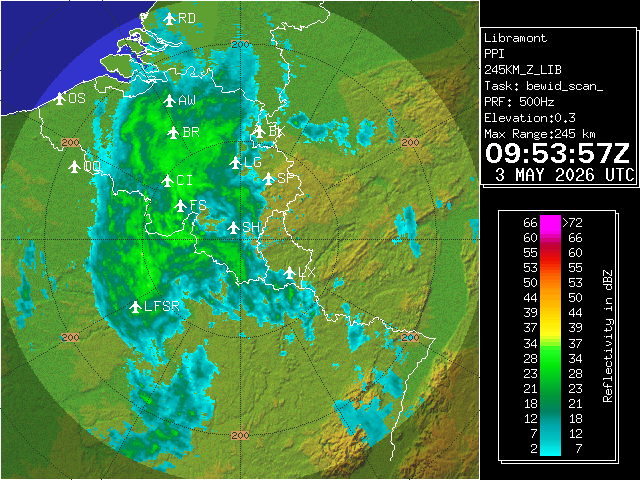 RD
200
OS
AW
BR
BK
200
200
LG
CI
SP
FS
SH
LX
LFSR
200
200
200
Libramont
PPI
245KM_Z_LIB
Task: bewid_scan_
PRF: 500Hz
Elevation:0.3
Max Range:245 km
09:53:57Z
3 MAY 2026 UTC
66 >72
60 66
55 60
53 55
50 53
44 50
39 44
37 39
34 37
28 34
23 28
21 23
18 21
12 18
7 12
2 7
Reflectivity in dBZ